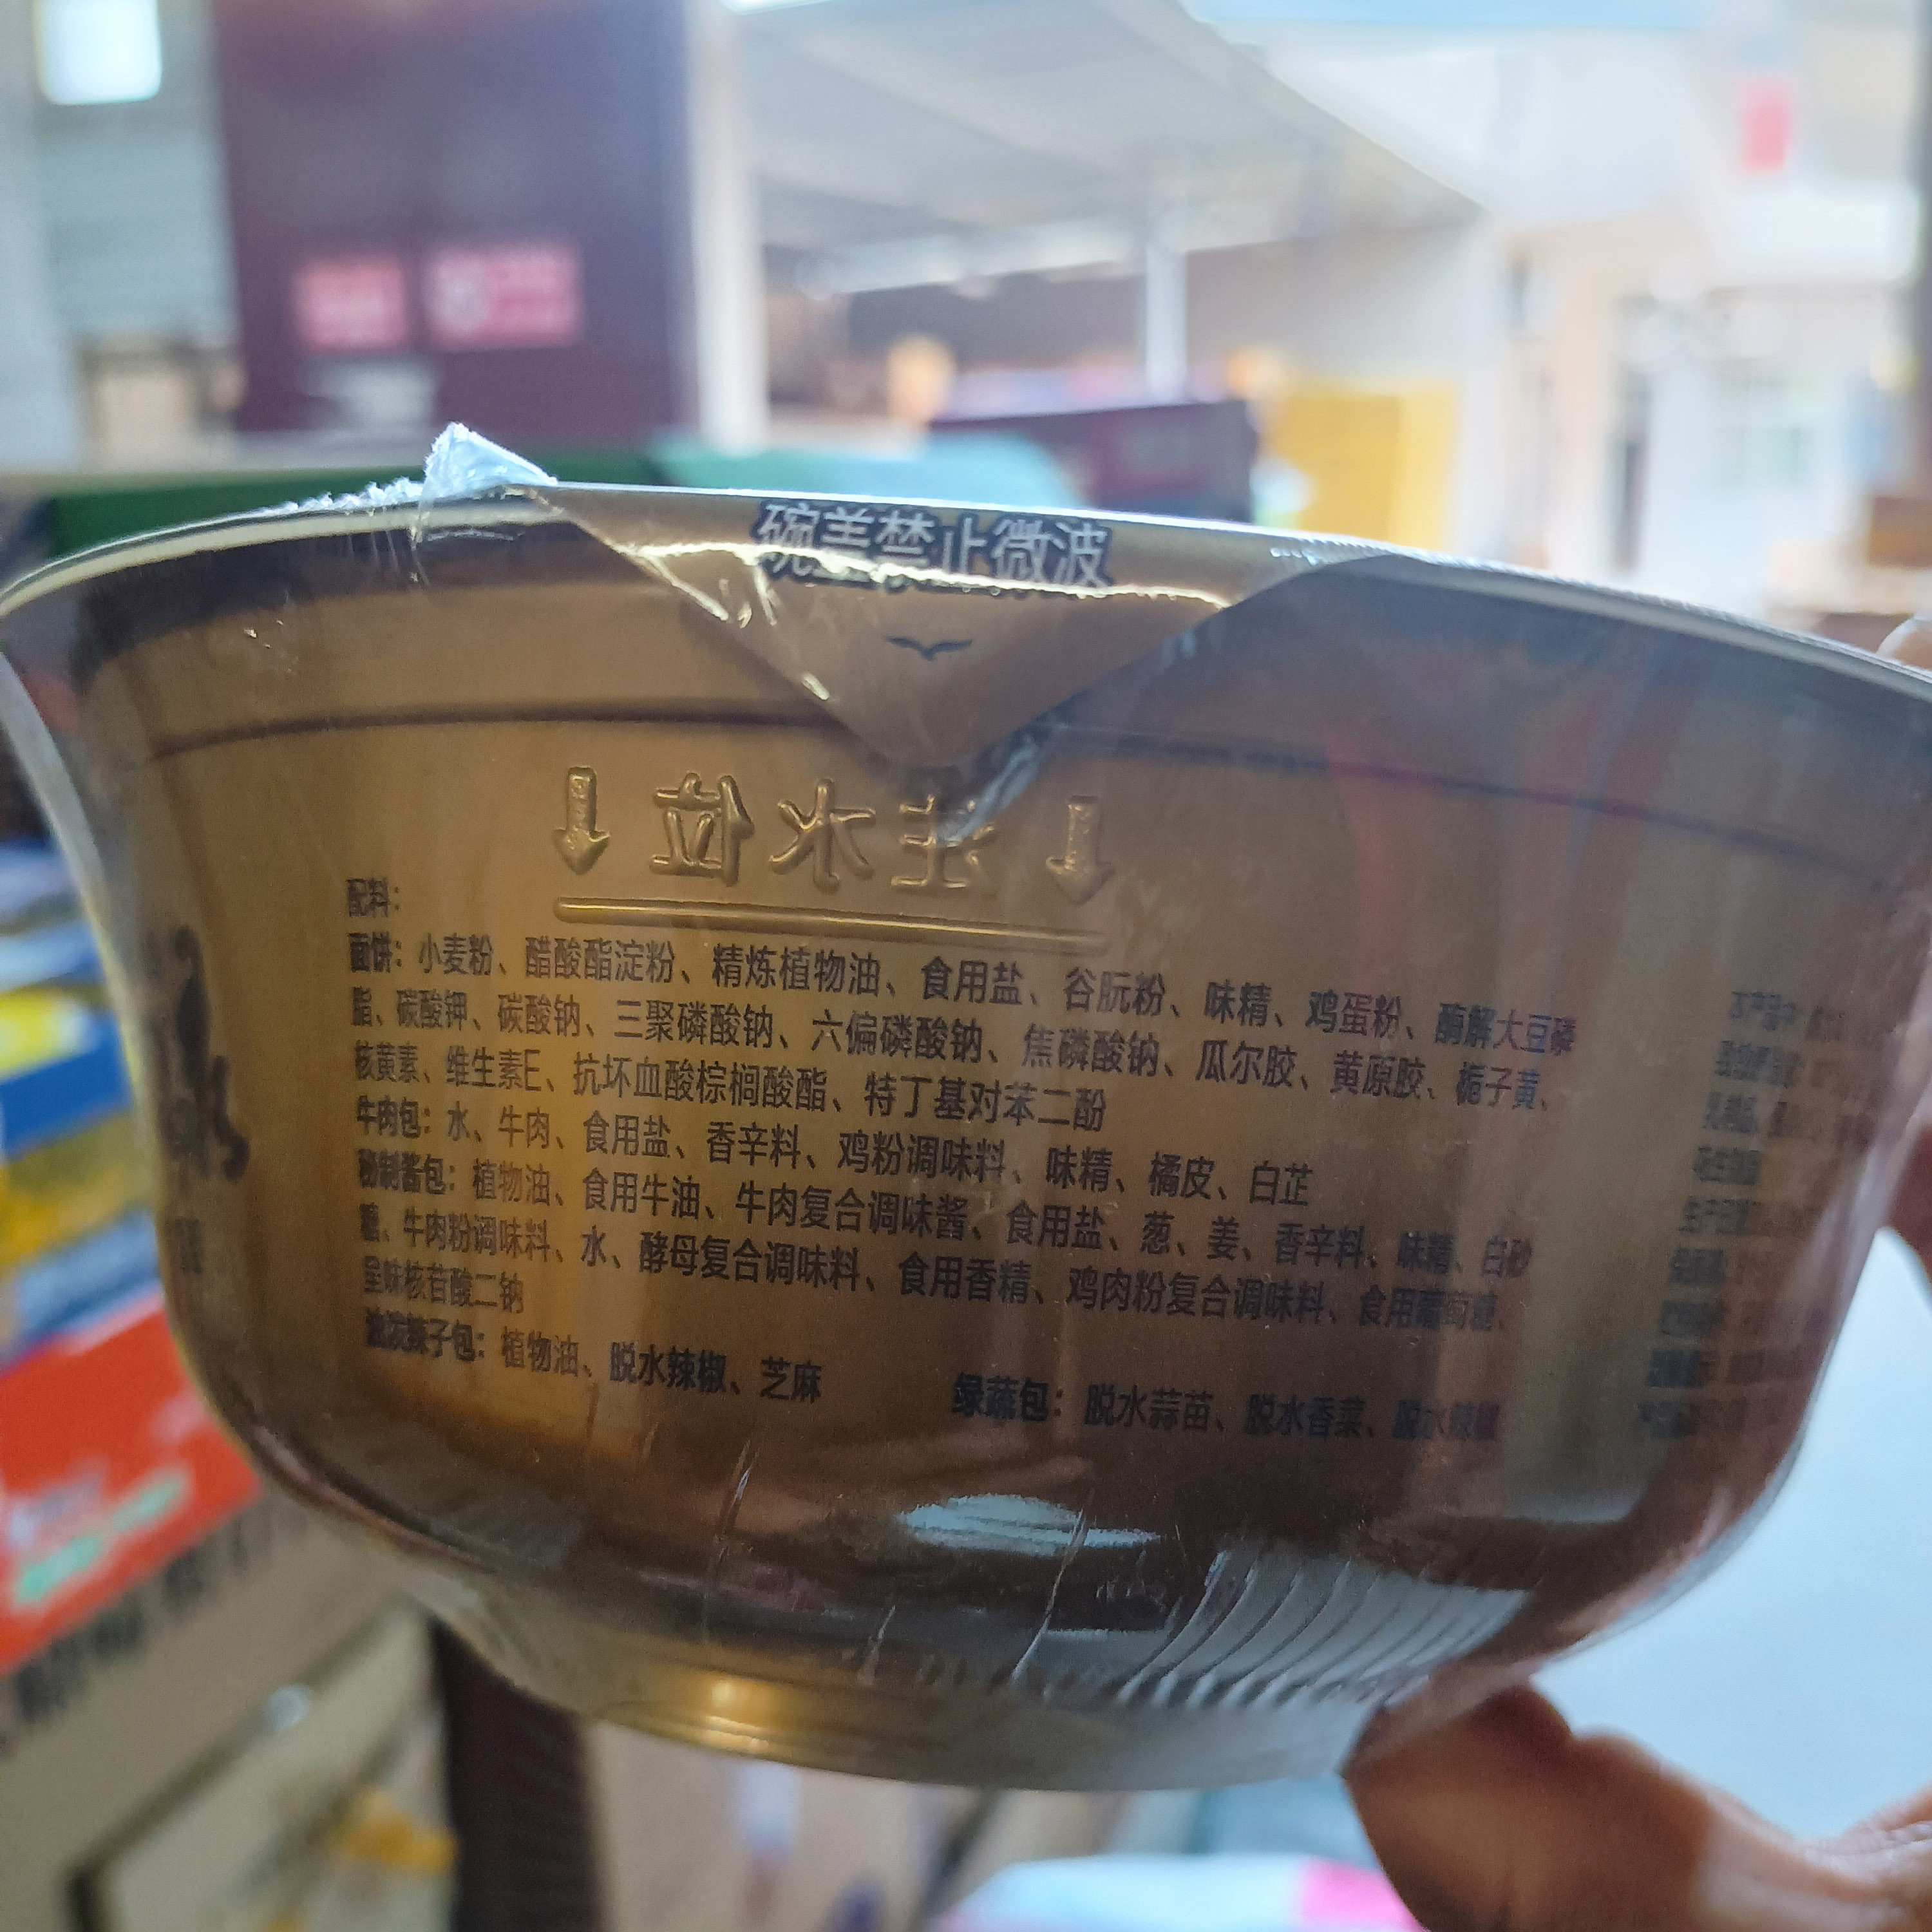 碗盖禁止微波
↓注水位↓
配料：
面饼：小麦粉、醋酸酯淀粉、精炼植物油、食用盐、谷朊粉、味精、鸡蛋粉、酶解大豆磷
脂、碳酸钾、碳酸钠、三聚磷酸钠、六偏磷酸钠、焦磷酸钠、瓜尔胶、黄原胶、栀子黄、
核黄素、维生素E、抗坏血酸棕榈酸酯、特丁基对苯二酚
牛肉包：水、牛肉、食用盐、香辛料、鸡粉调味料、味精、橘皮、白芷
秘制酱包：植物油、食用牛油、牛肉复合调味酱、食用盐、葱、姜、香辛料、味精、白砂
糖、牛肉粉调味料、水、酵母复合调味料、食用香精、鸡肉粉复合调味料、食用葡萄糖、
呈味核苷酸二钠
油泼辣子包：植物油、脱水辣椒、芝麻
绿蔬包：脱水蒜苗、脱水香菜、脱水辣椒